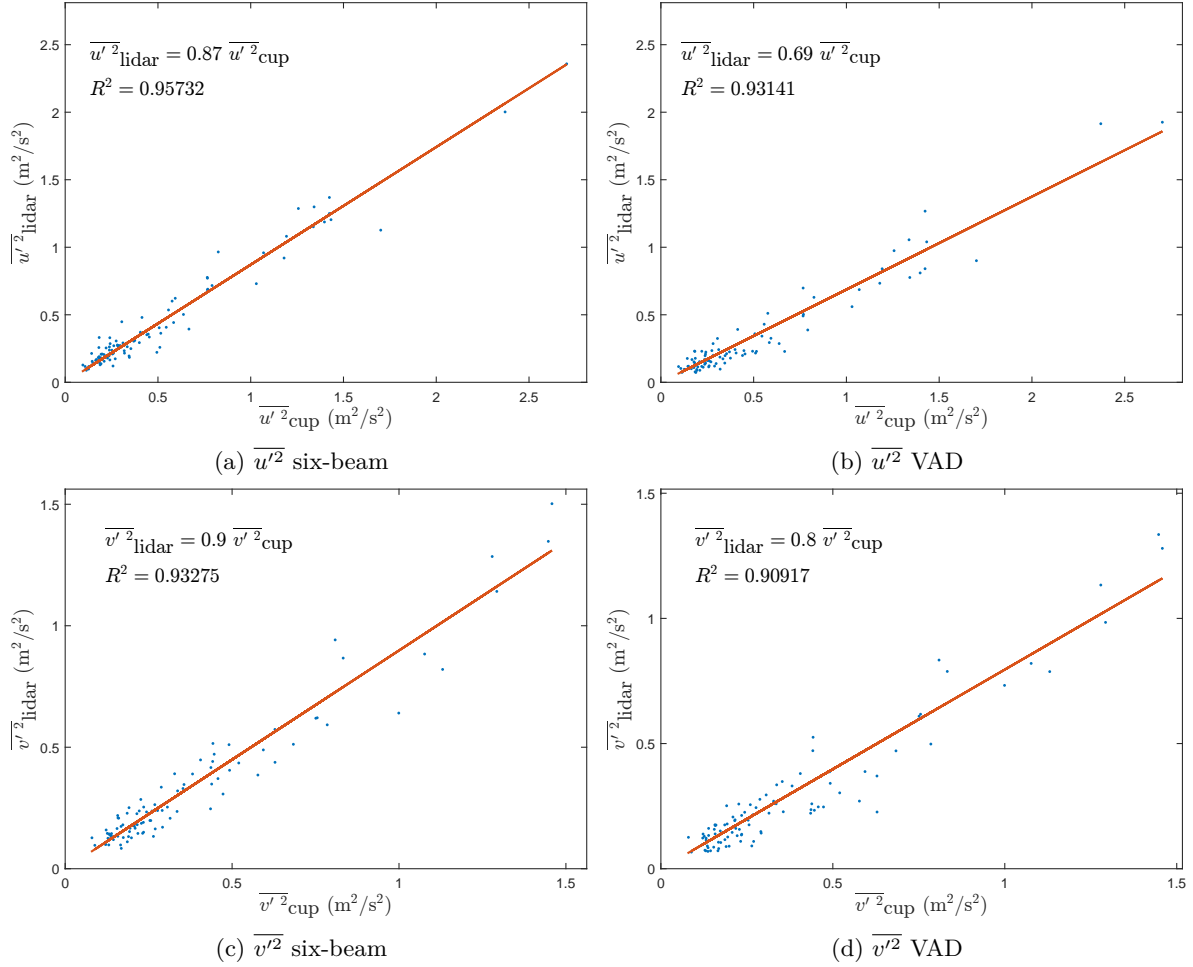 u′ ²lidar = 0.87 u′ ²cup
R² = 0.95732
2.5
2
1.5
1
0.5
0
0 0.5 1 1.5 2 2.5
u′ ²lidar (m²/s²)
u′ ²cup (m²/s²)
(a) u′² six-beam
u′ ²lidar = 0.69 u′ ²cup
R² = 0.93141
2.5
2
1.5
1
0.5
0
0 0.5 1 1.5 2 2.5
u′ ²lidar (m²/s²)
u′ ²cup (m²/s²)
(b) u′² VAD
v′ ²lidar = 0.9 v′ ²cup
R² = 0.93275
1.5
1
0.5
0
0 0.5 1 1.5
v′ ²lidar (m²/s²)
v′ ²cup (m²/s²)
(c) v′² six-beam
v′ ²lidar = 0.8 v′ ²cup
R² = 0.90917
1.5
1
0.5
0
0 0.5 1 1.5
v′ ²lidar (m²/s²)
v′ ²cup (m²/s²)
(d) v′² VAD